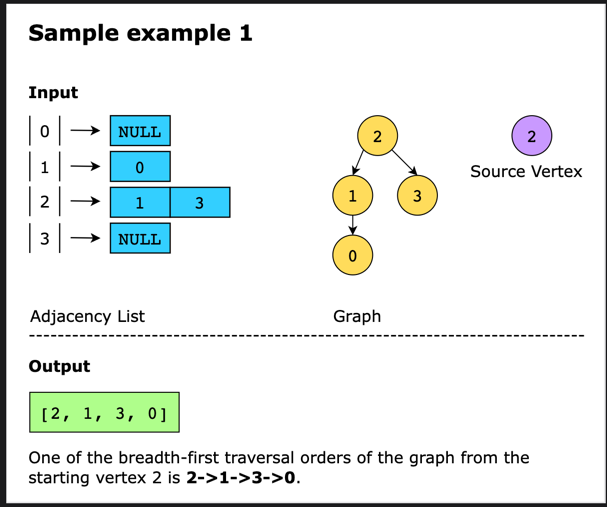 Sample example 1
Input
0 NULL
1 0
2 1 3
3 NULL
2
1 3
0
2
Source Vertex
Adjacency List
Graph
Output
[2, 1, 3, 0]
One of the breadth-first traversal orders of the graph from the
starting vertex 2 is 2->1->3->0.